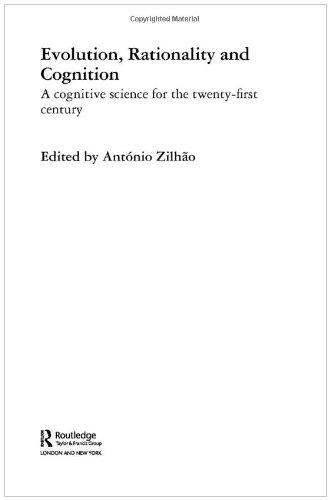 Copyrighted Material
Evolution, Rationality and
Cognition
A cognitive science for the twenty-first
century
Edited by António Zilhão
R Routledge
Taylor & Francis Group
LONDON AND NEW YORK